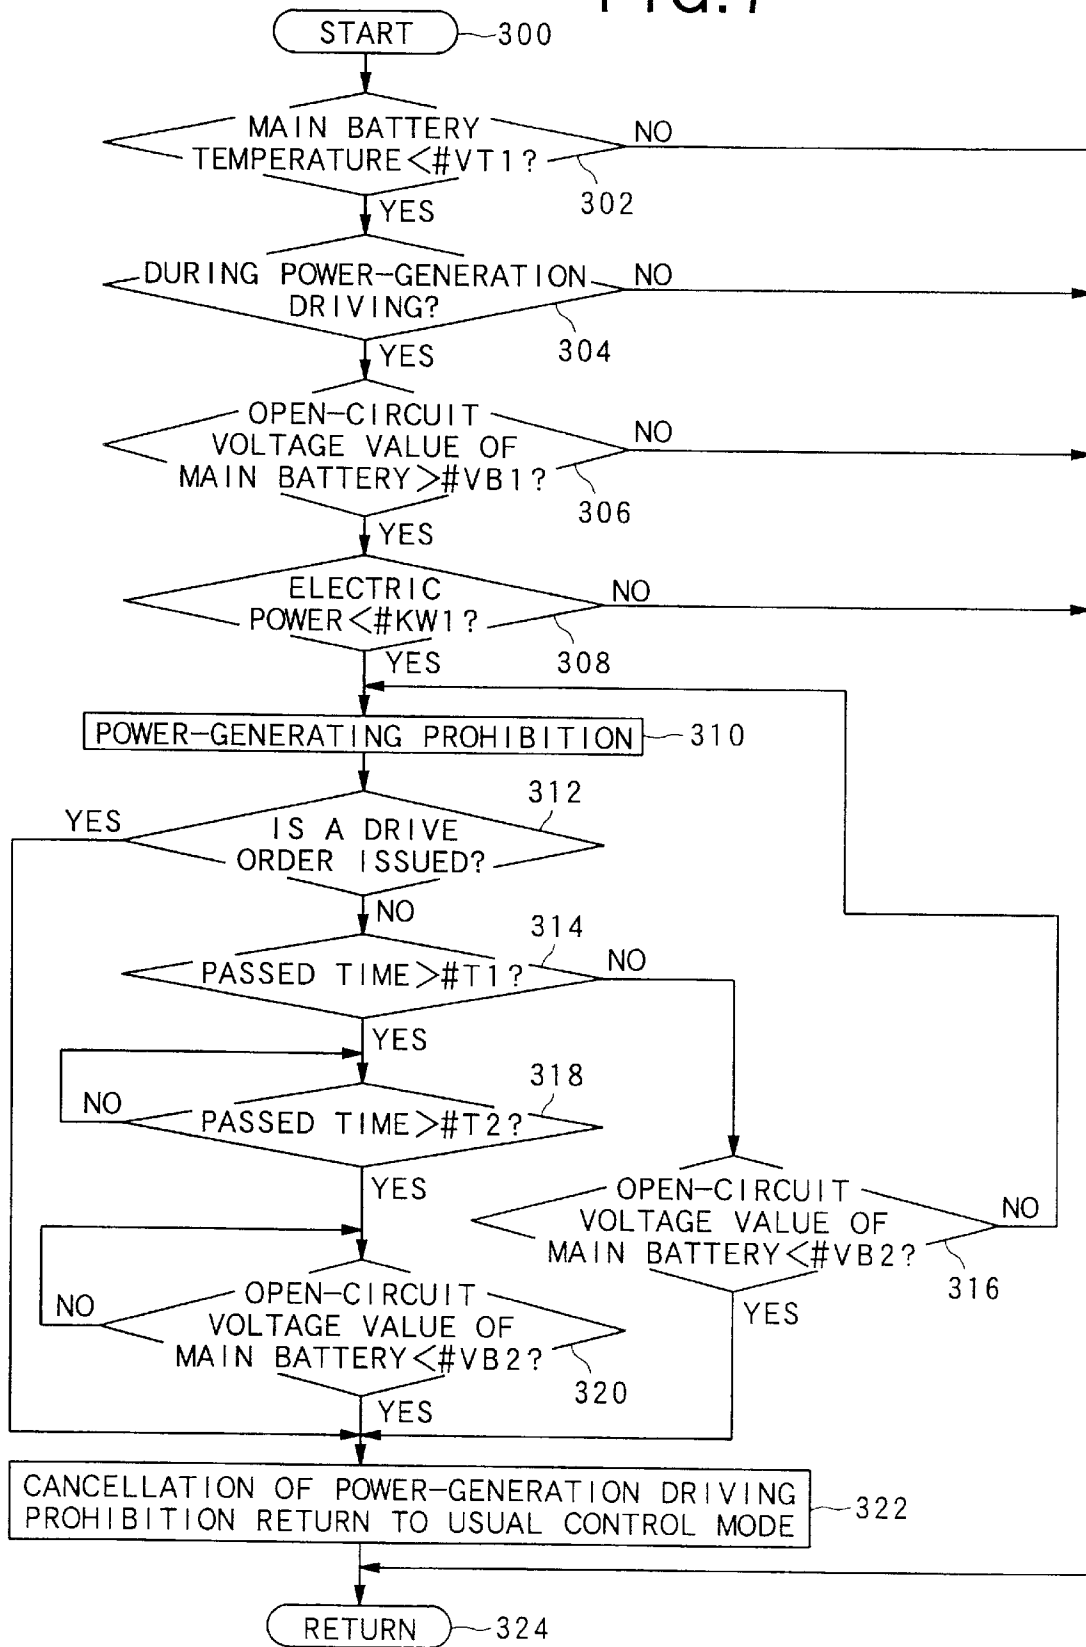 FIG. 7
START
300
MAIN BATTERY
TEMPERATURE<#VT1?
NO
302
YES
DURING POWER-GENERATION
DRIVING?
NO
304
YES
OPEN-CIRCUIT
VOLTAGE VALUE OF
MAIN BATTERY>#VB1?
NO
306
YES
ELECTRIC
POWER<#KW1?
NO
308
YES
POWER-GENERATING PROHIBITION
310
312
YES
IS A DRIVE
ORDER ISSUED?
NO
314
PASSED TIME>#T1?
NO
YES
318
NO
PASSED TIME>#T2?
YES
OPEN-CIRCUIT
VOLTAGE VALUE OF
MAIN BATTERY<#VB2?
NO
316
YES
OPEN-CIRCUIT
VOLTAGE VALUE OF
MAIN BATTERY<#VB2?
NO
320
YES
CANCELLATION OF POWER-GENERATION DRIVING
PROHIBITION RETURN TO USUAL CONTROL MODE
322
RETURN
324